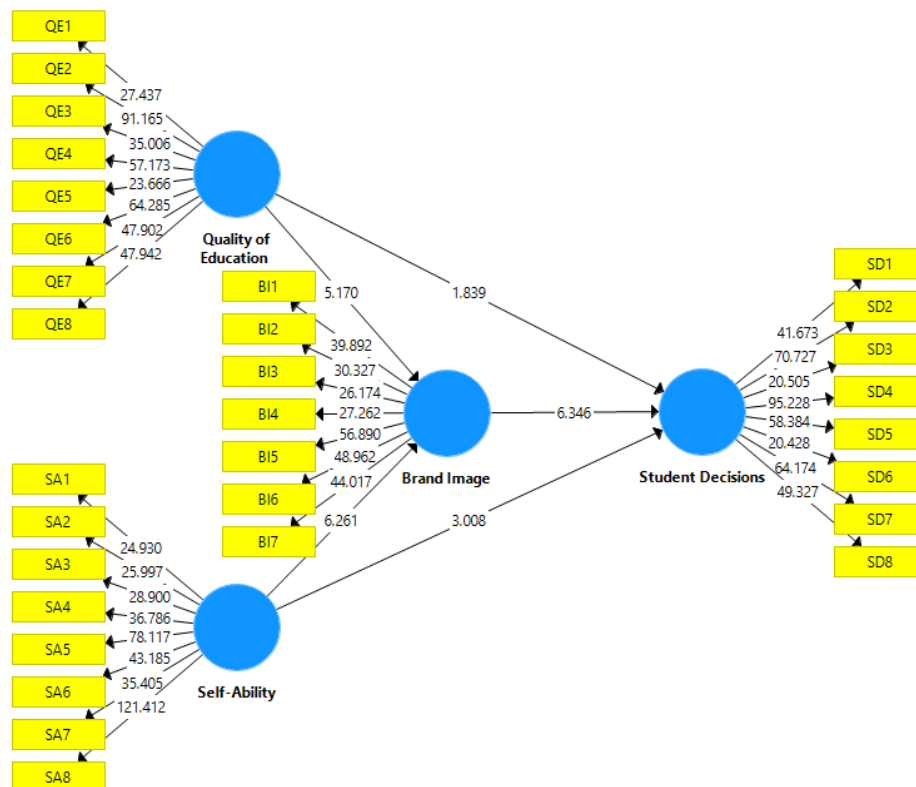 QE1
QE2
QE3
QE4
QE5
QE6
QE7
QE8
27.437
91.165
35.006
57.173
23.666
64.285
47.902
47.942
Quality of
Education
5.170
1.839
BI1
BI2
BI3
BI4
BI5
BI6
BI7
39.892
30.327
26.174
27.262
56.890
48.962
44.017
6.261
Brand Image
6.346
3.008
SA1
SA2
SA3
SA4
SA5
SA6
SA7
SA8
24.930
25.997
28.900
36.786
78.117
43.185
35.405
121.412
Self-Ability
Student Decisions
41.673
70.727
20.505
95.228
58.384
20.428
64.174
49.327
SD1
SD2
SD3
SD4
SD5
SD6
SD7
SD8